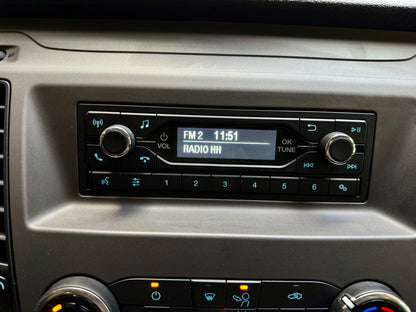 FM 2 11:51
RADIO HH
VOL
OK
TUNE
1 2 3 4 5 6